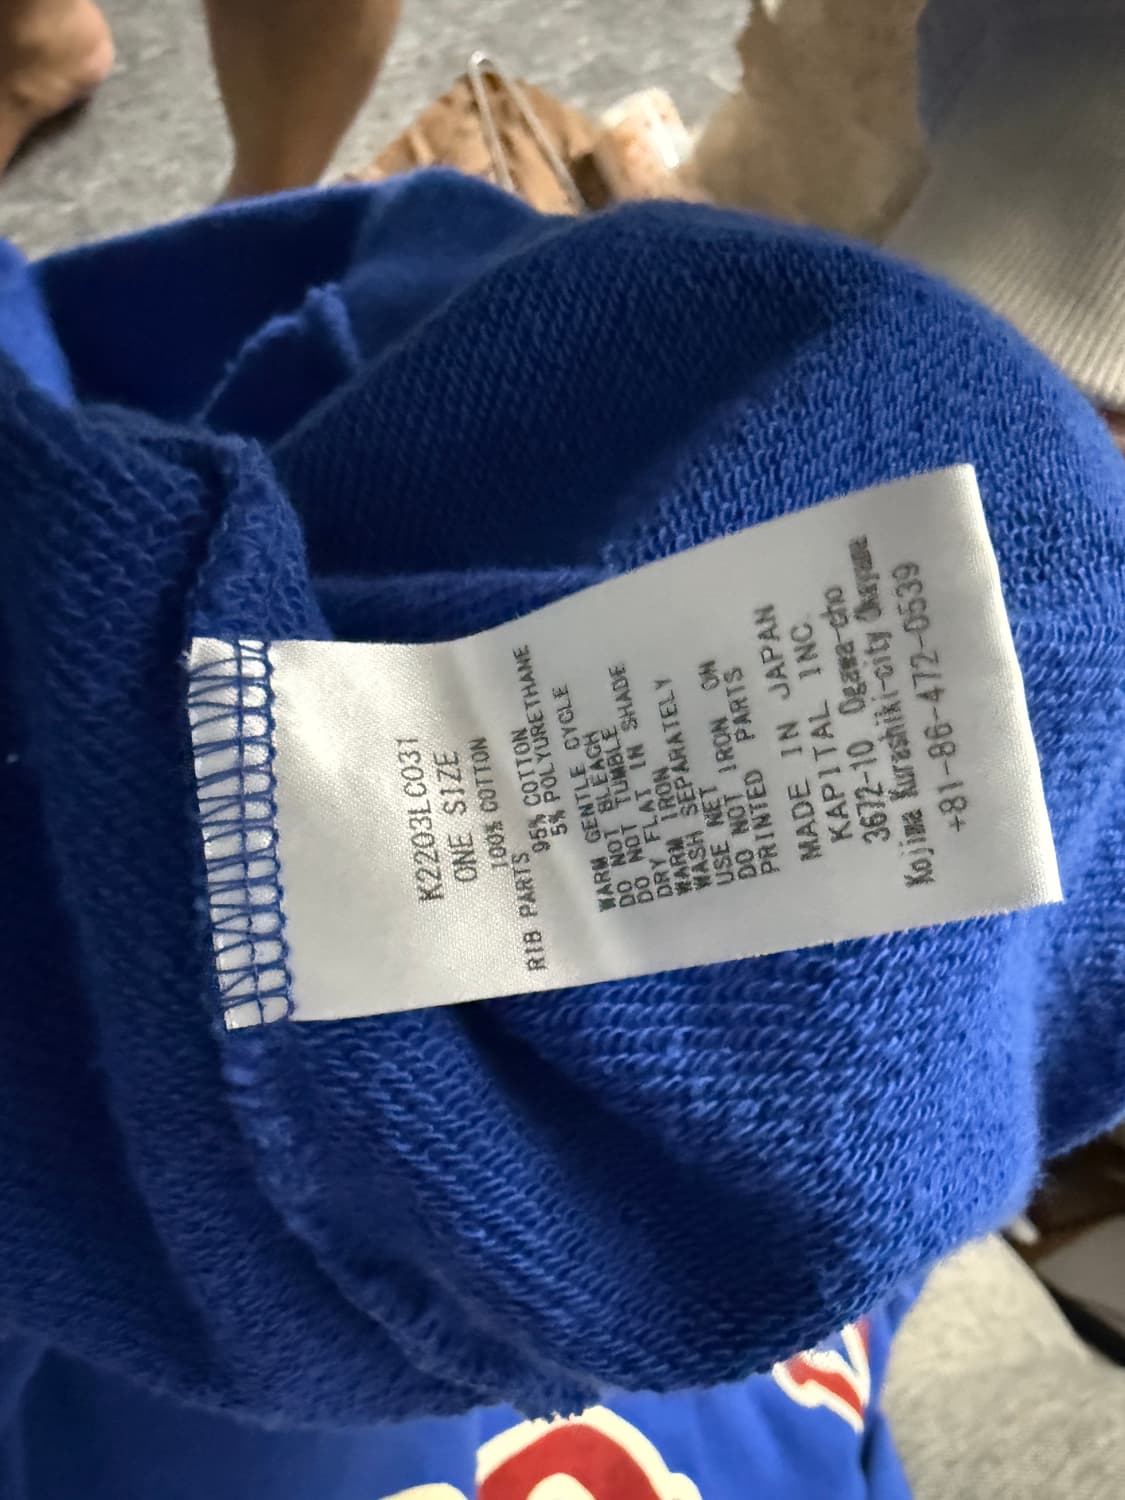 K2203LC031
ONE SIZE
100% COTTON
RIB PARTS
95% COTTON
5% POLYURETHANE
WARM GENTLE CYCLE
DO NOT BLEACH
DO NOT TUMBLE
DRY FLAT IN SHADE
WARM IRON
WASH SEPARATELY
USE NET
DO NOT IRON ON
PRINTED PARTS
MADE IN JAPAN
KAPITAL INC.
3672-10 Ogawa-cho
Kojima Kurashiki-city Okayama
+81-86-472-0539